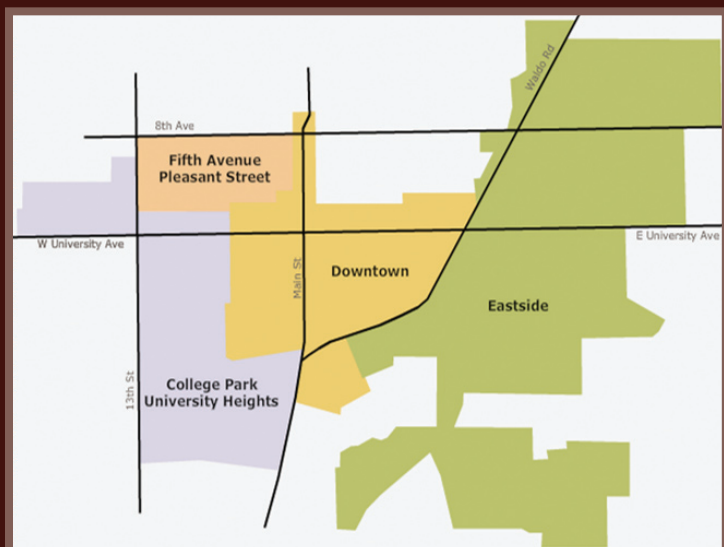 Waldo Rd
8th Ave
Fifth Avenue
Pleasant Street
W University Ave
E University Ave
Main St
Downtown
Eastside
13th St
College Park
University Heights